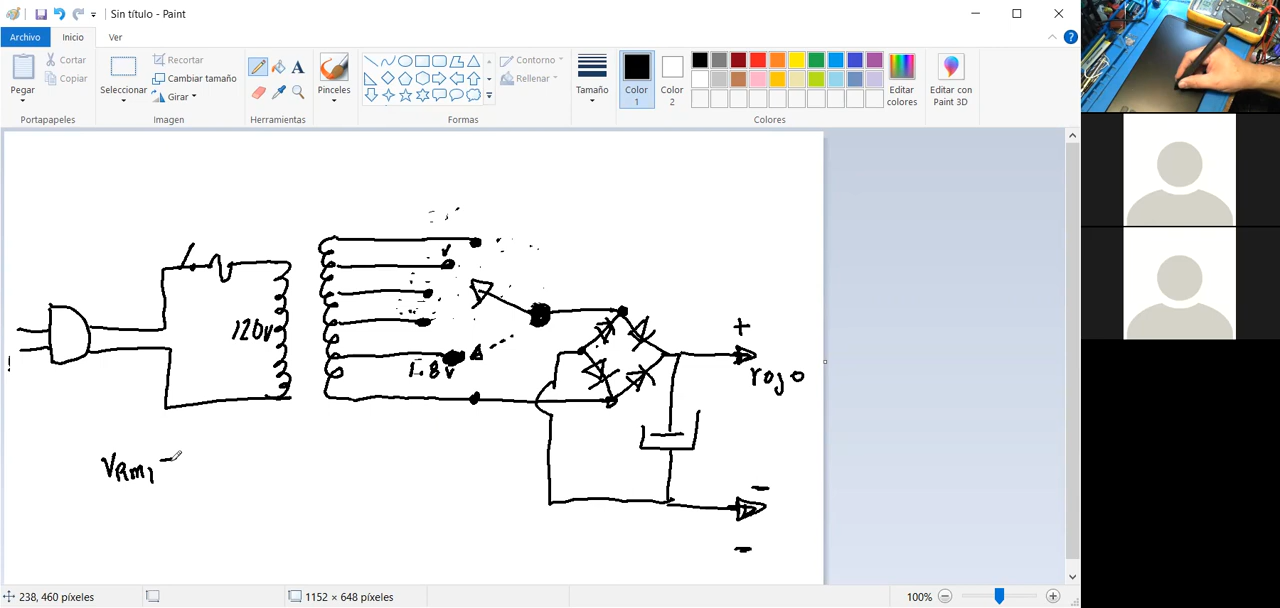 Sin título - Paint
Archivo Inicio Ver
Pegar
Cortar
Copiar
Portapapeles
Seleccionar
Recortar
Cambiar tamaño
Girar
Imagen
A
Herramientas
Pinceles
Contorno
Rellenar
Formas
Tamaño
Color 1
Color 2
Editar colores
Editar con Paint 3D
Colores
120v
v
1.8v
+
rojo
VRms =
-
-
238, 460 píxeles
1152 × 648 píxeles
100%